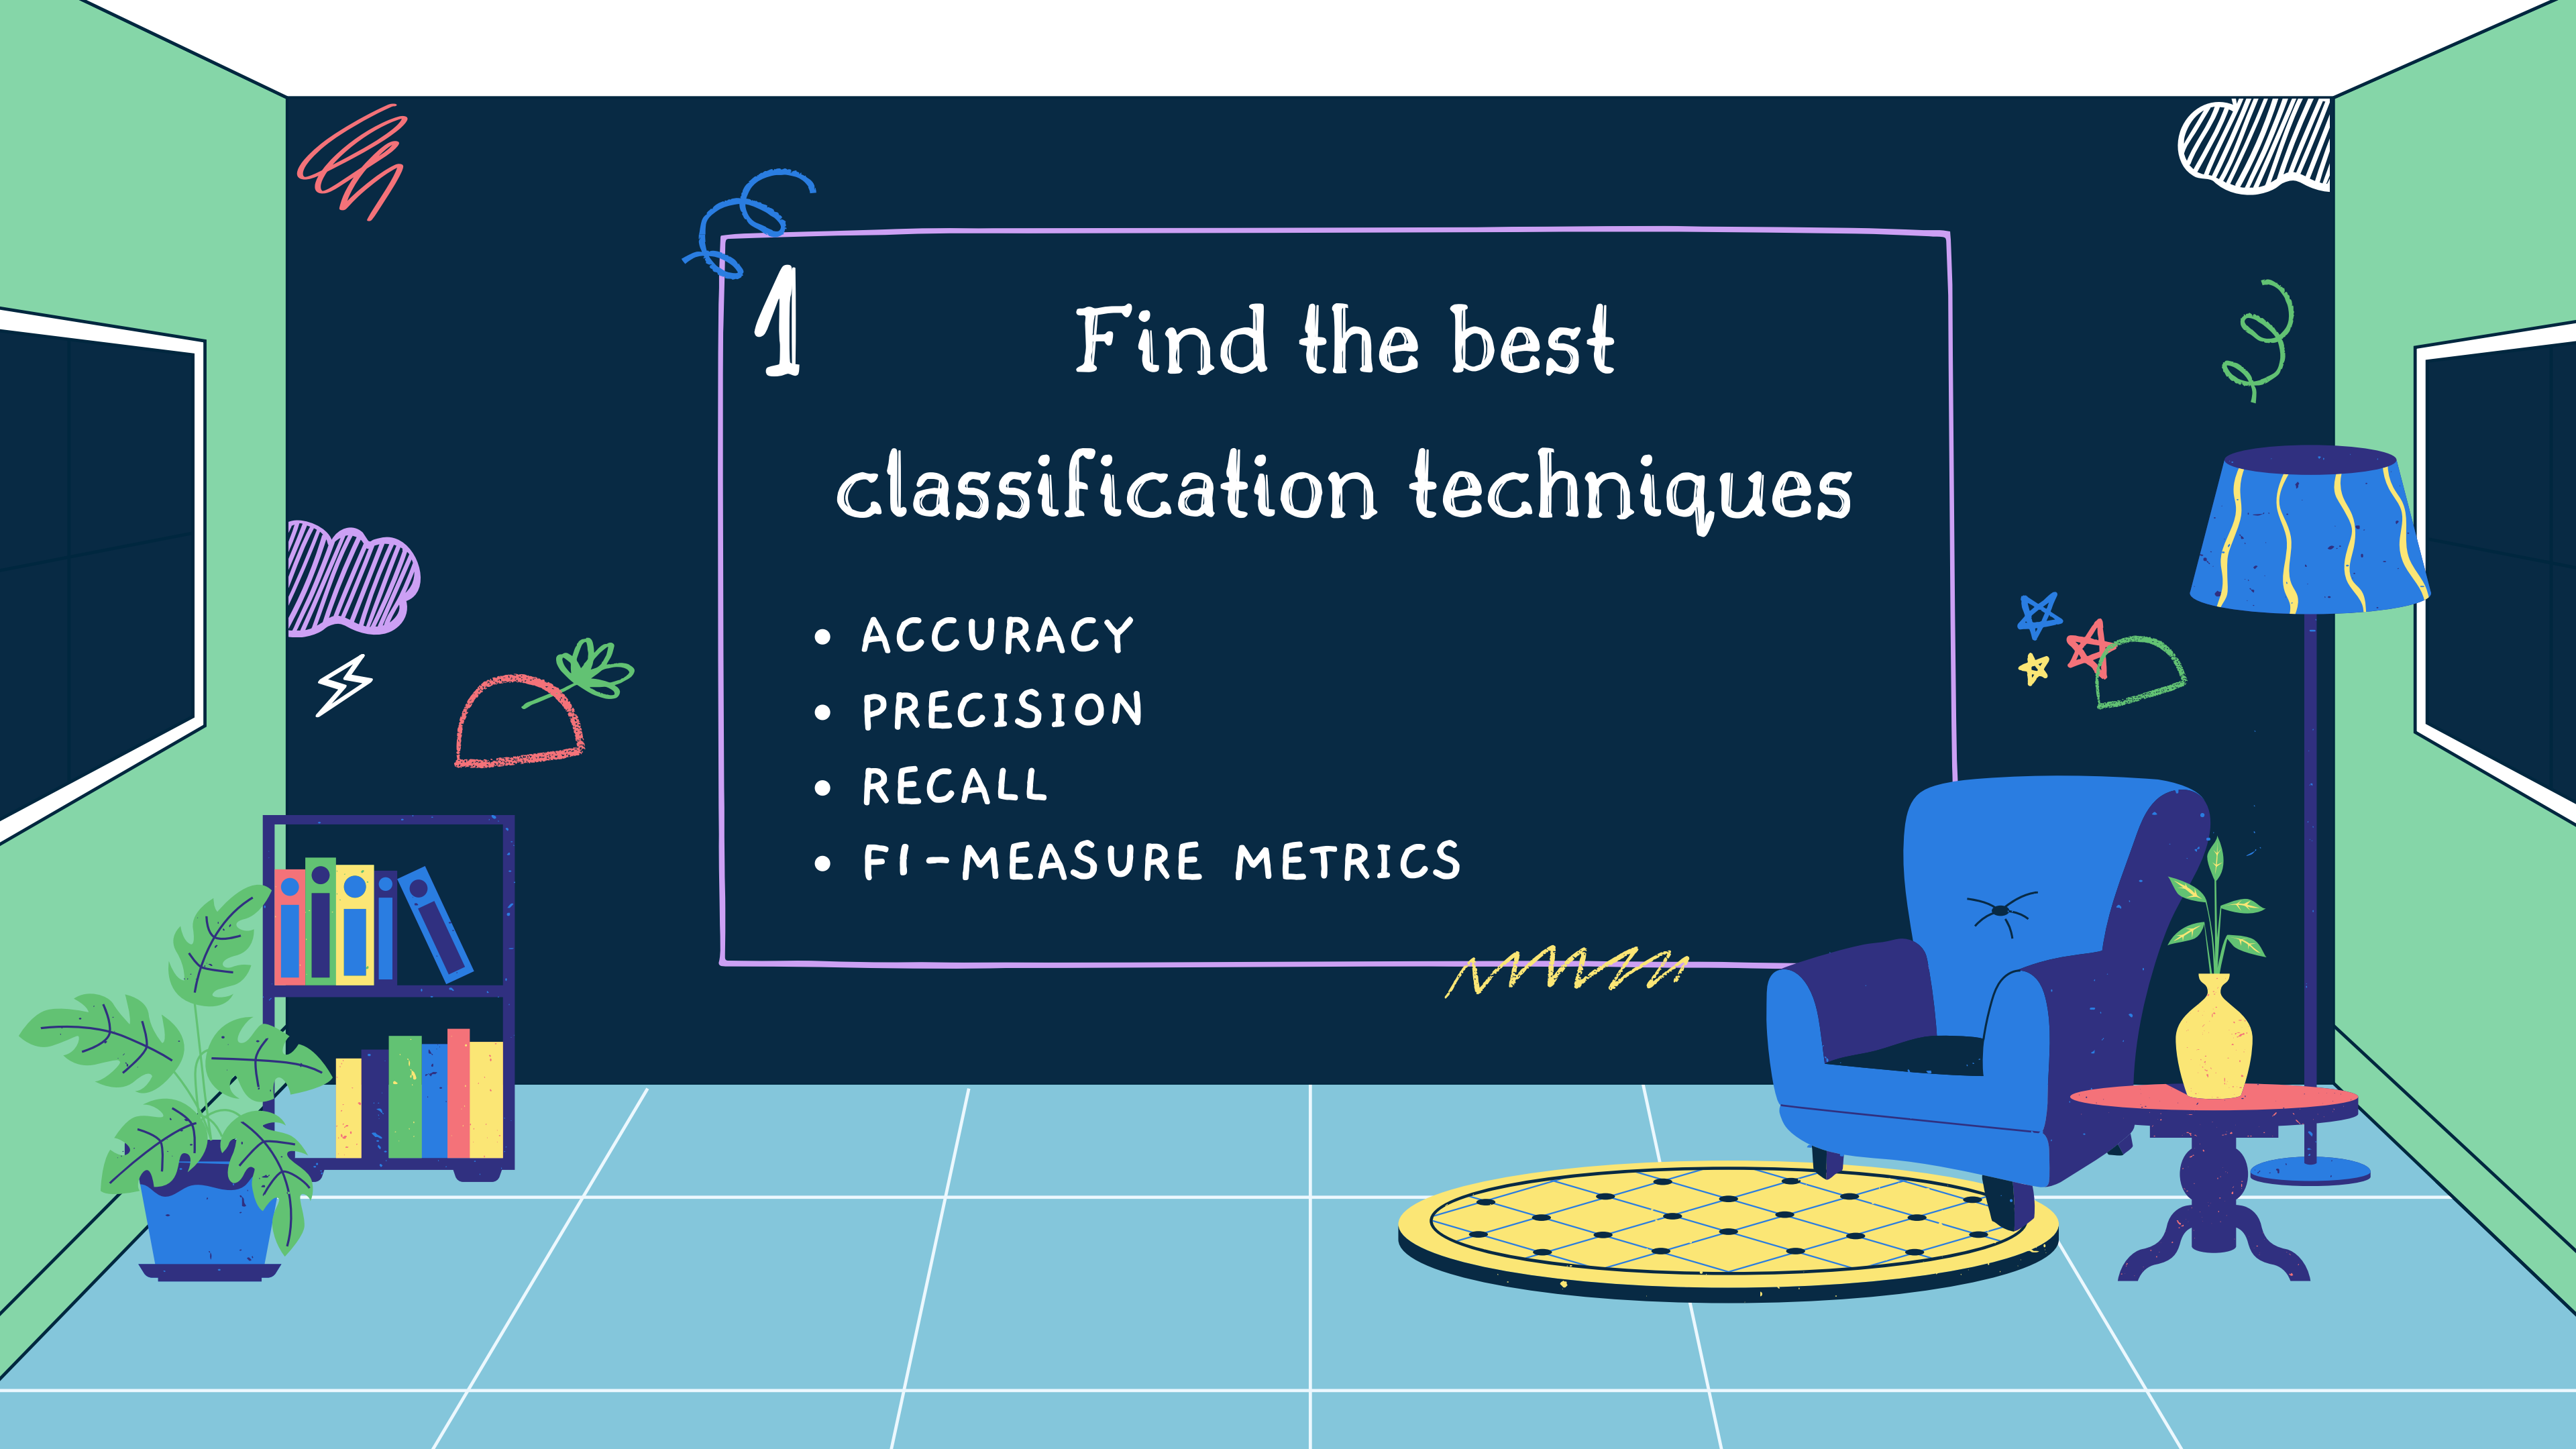 1
Find the best
classification techniques
• ACCURACY
• PRECISION
• RECALL
• F1-MEASURE METRICS